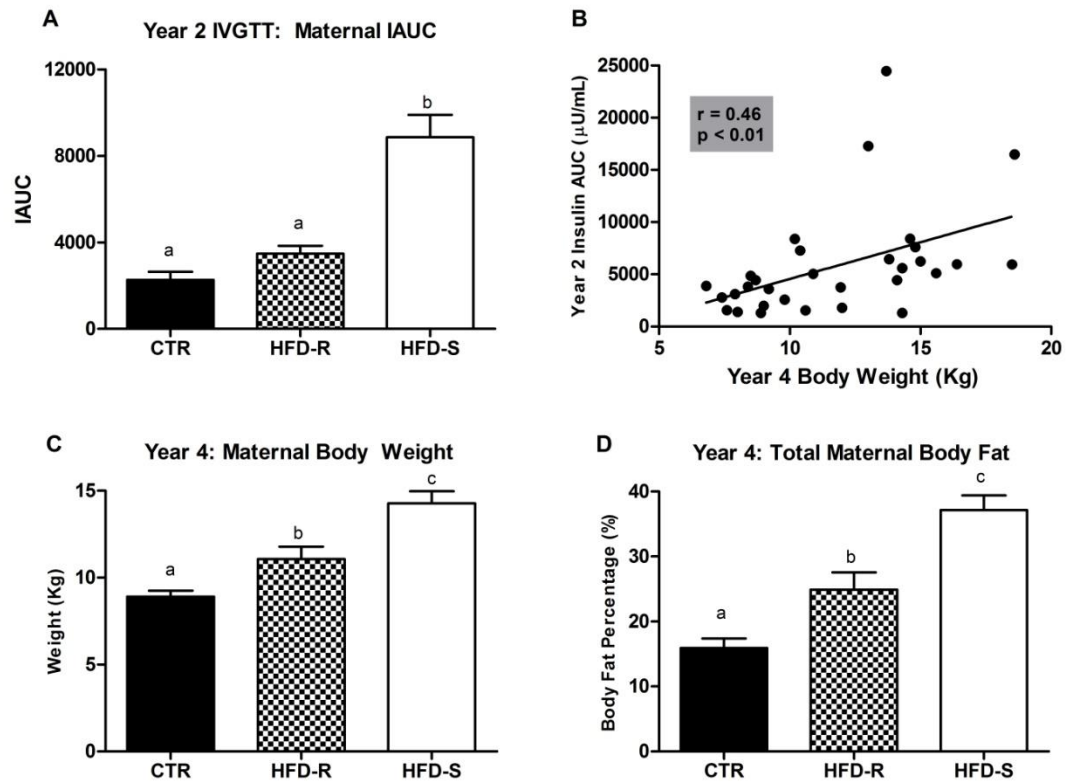 A
Year 2 IVGTT: Maternal IAUC
IAUC
12000
8000
4000
0
a
a
b
CTR
HFD-R
HFD-S
B
Year 2 Insulin AUC (μU/mL)
25000
20000
15000
10000
5000
0
r = 0.46
p < 0.01
5
10
15
20
Year 4 Body Weight (Kg)
C
Year 4: Maternal Body Weight
Weight (Kg)
15
10
5
0
a
b
c
CTR
HFD-R
HFD-S
D
Year 4: Total Maternal Body Fat
Body Fat Percentage (%)
40
30
20
10
0
a
b
c
CTR
HFD-R
HFD-S